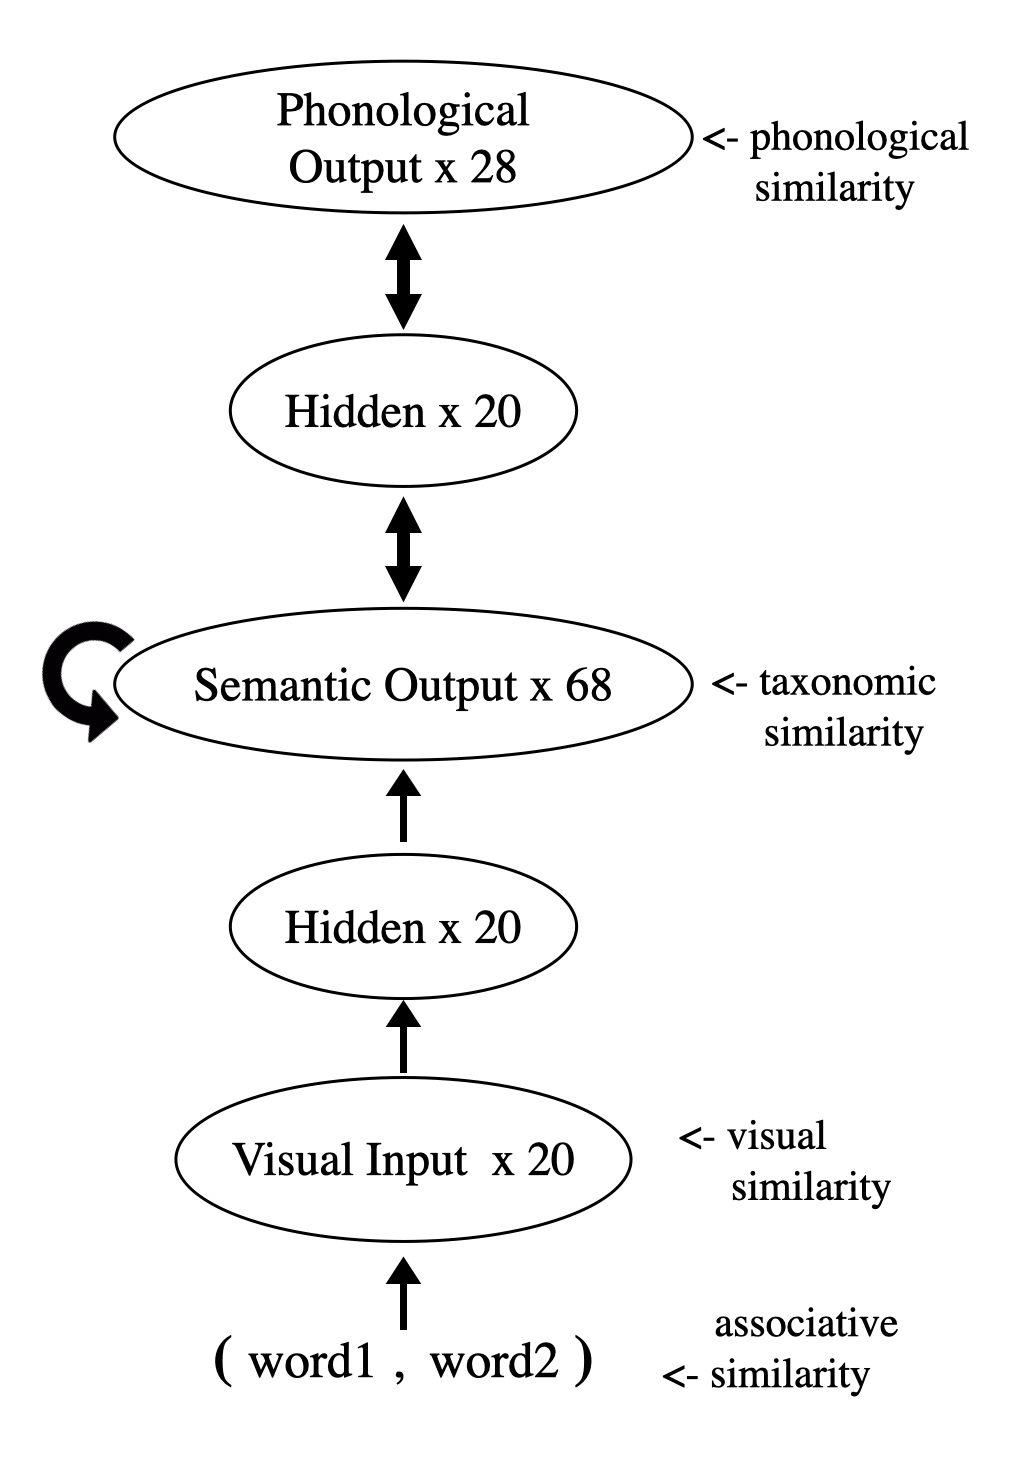 Phonological
Output x 28
<- phonological
similarity
Hidden x 20
Semantic Output x 68
<- taxonomic
similarity
Hidden x 20
Visual Input x 20
<- visual
similarity
( word1 , word2 )
associative
<- similarity